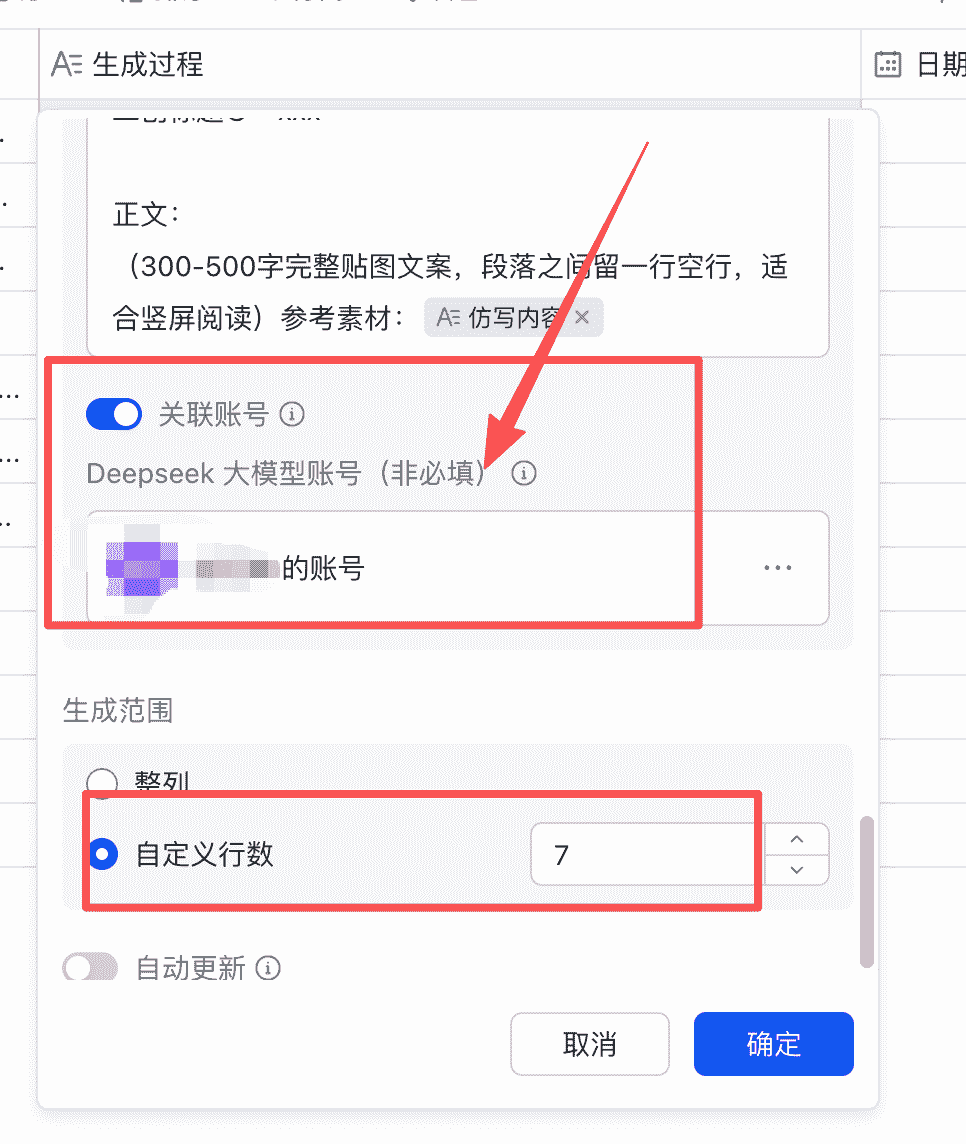 生成过程
日期
正文：
（300-500字完整贴图文案，段落之间留一行空行，适
合竖屏阅读）参考素材： 仿写内容
关联账号
Deepseek 大模型账号（非必填）
的账号
生成范围
整列
自定义行数
7
自动更新
取消
确定